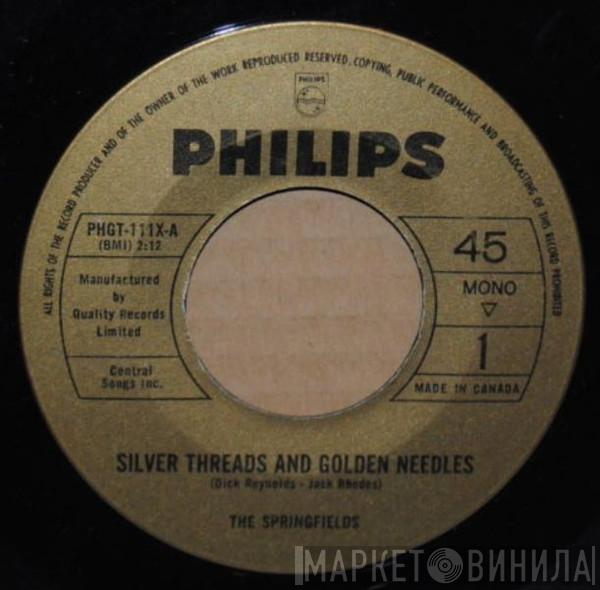 ALL RIGHTS OF THE RECORD PRODUCER AND OF THE OWNER OF THE WORK REPRODUCED RESERVED. COPYING, PUBLIC PERFORMANCE AND BROADCASTING OF THIS RECORD PROHIBITED
PHILIPS
PHILIPS
PHGT-111X-A
(BMI) 2:12
Manufactured
by
Quality Records
Limited
Central
Songs Inc.
45
MONO
1
MADE IN CANADA
SILVER THREADS AND GOLDEN NEEDLES
(Dick Reynolds - Jack Rhodes)
THE SPRINGFIELDS
МАРКЕТ ВИНИЛА